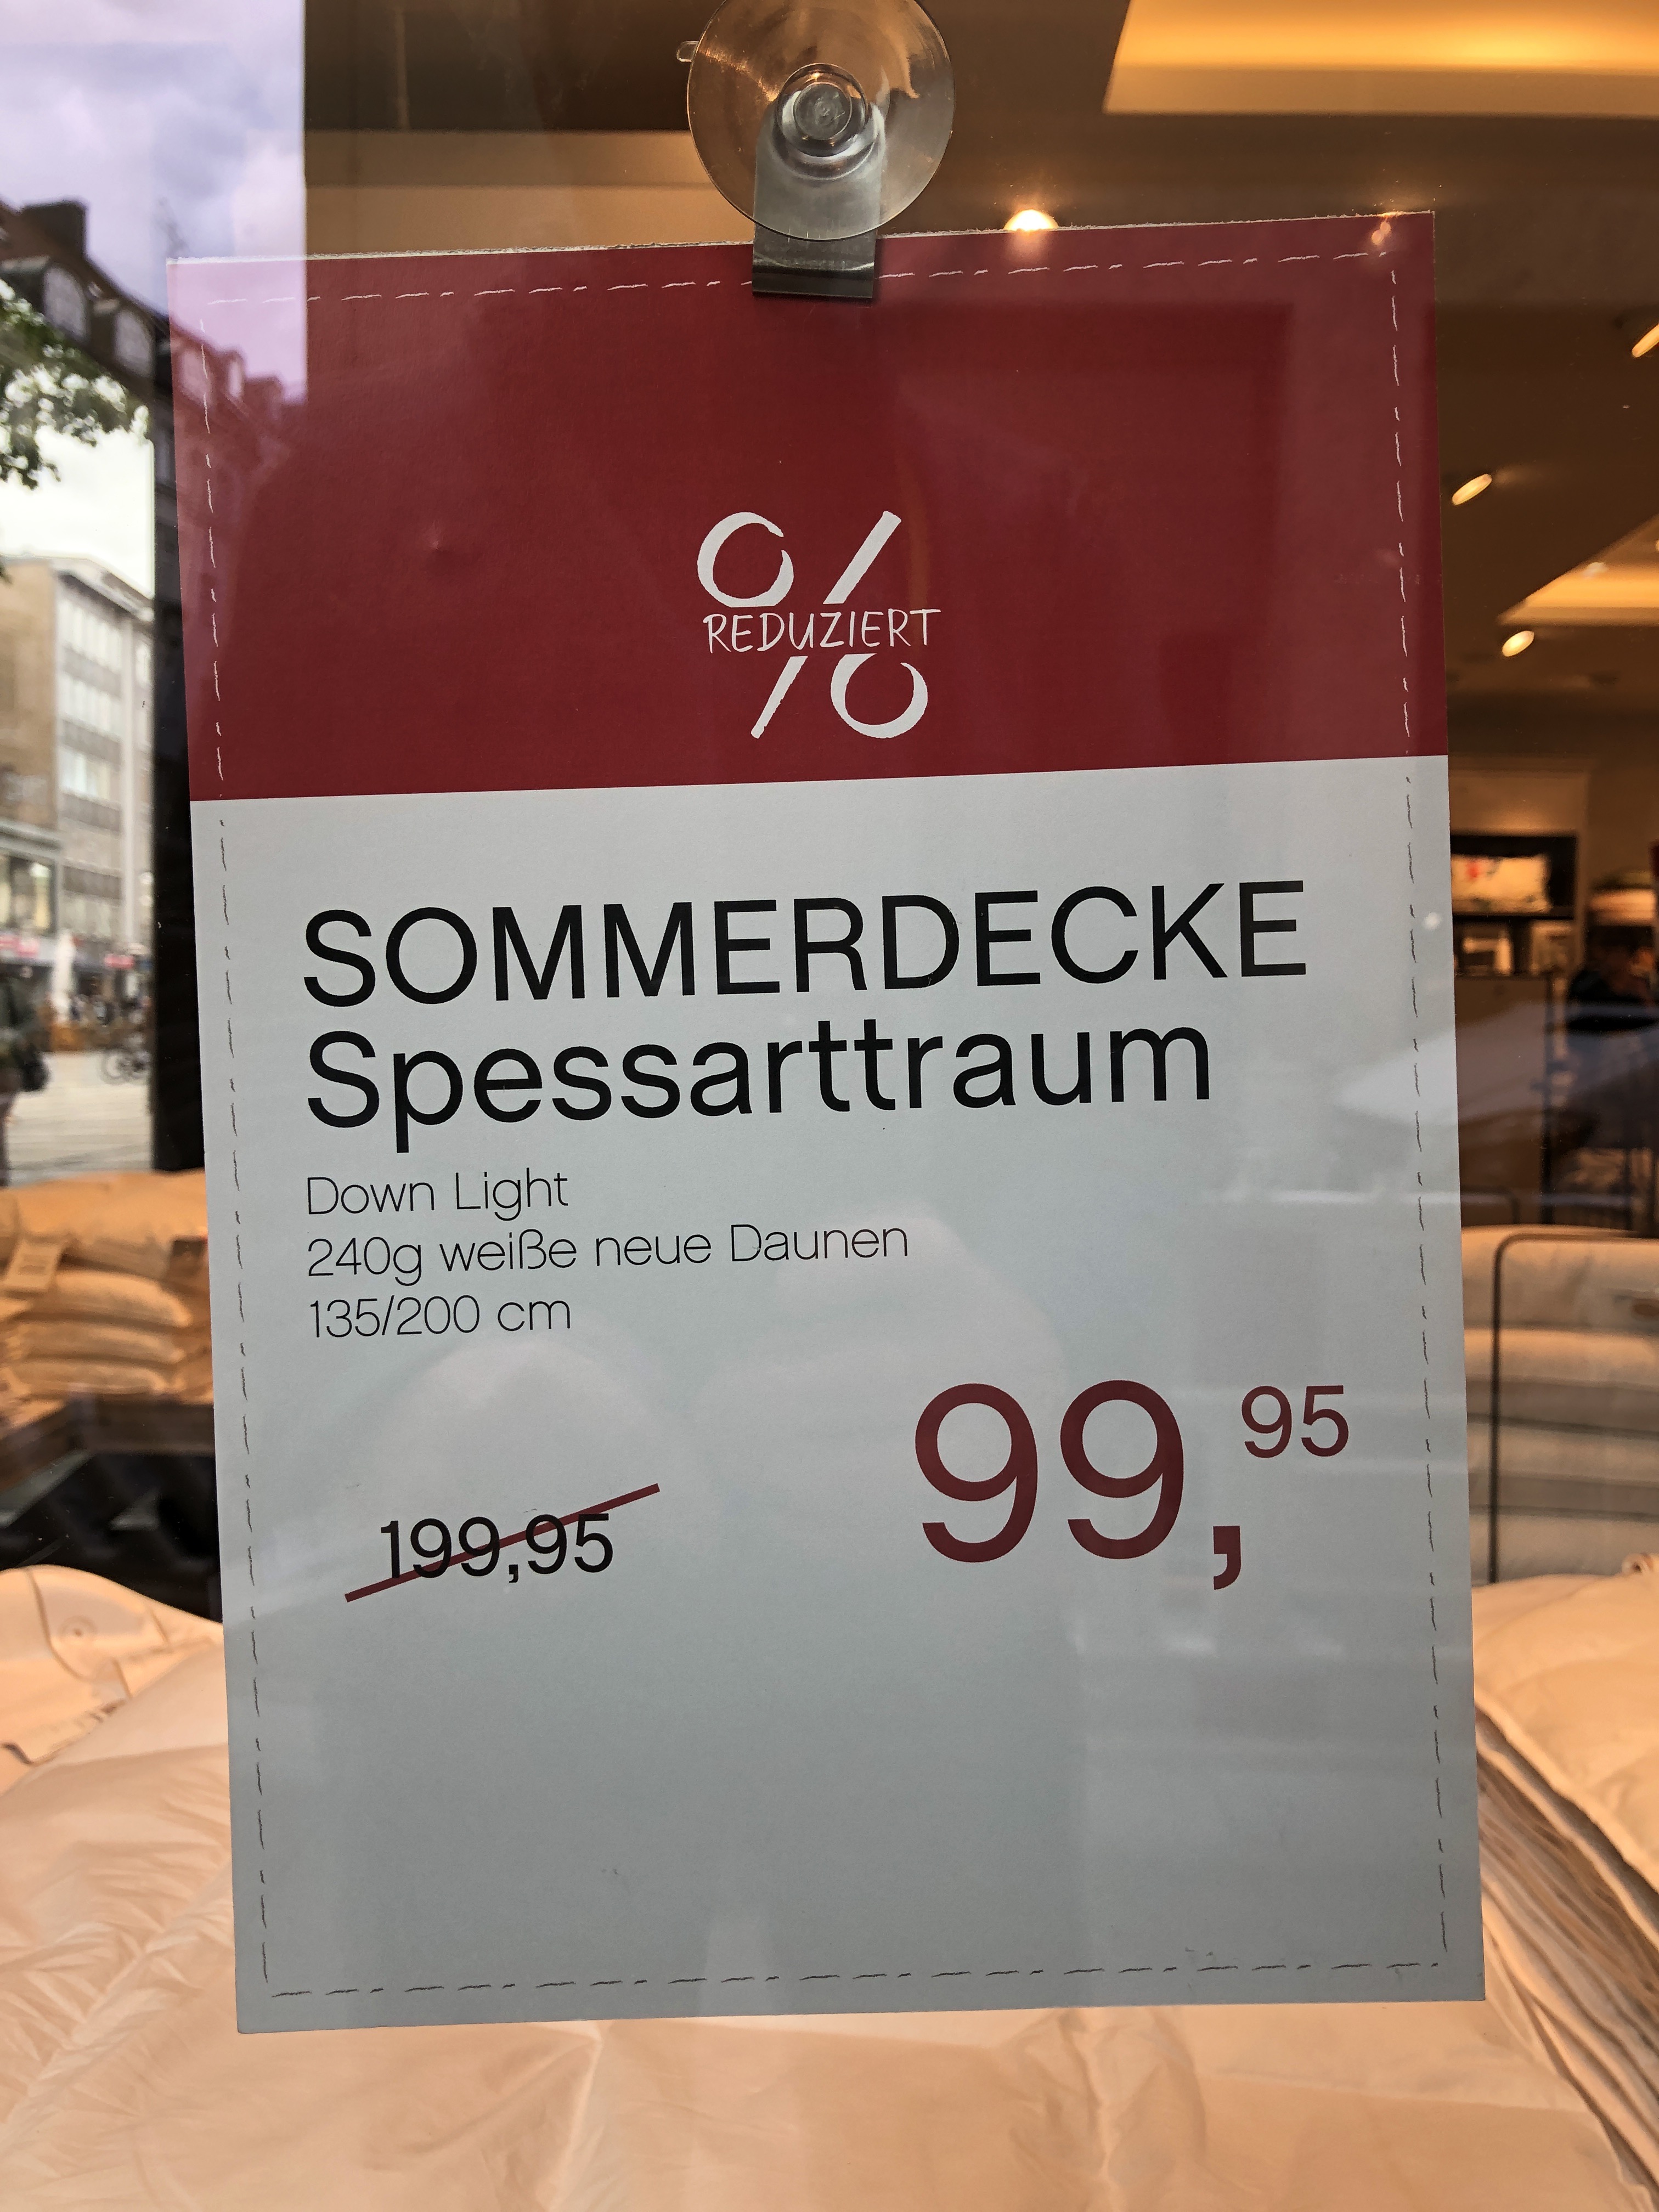 REDUZIERT
SOMMERDECKE
Spessarttraum
Down Light
240g weiße neue Daunen
135/200 cm
199,95
99,95